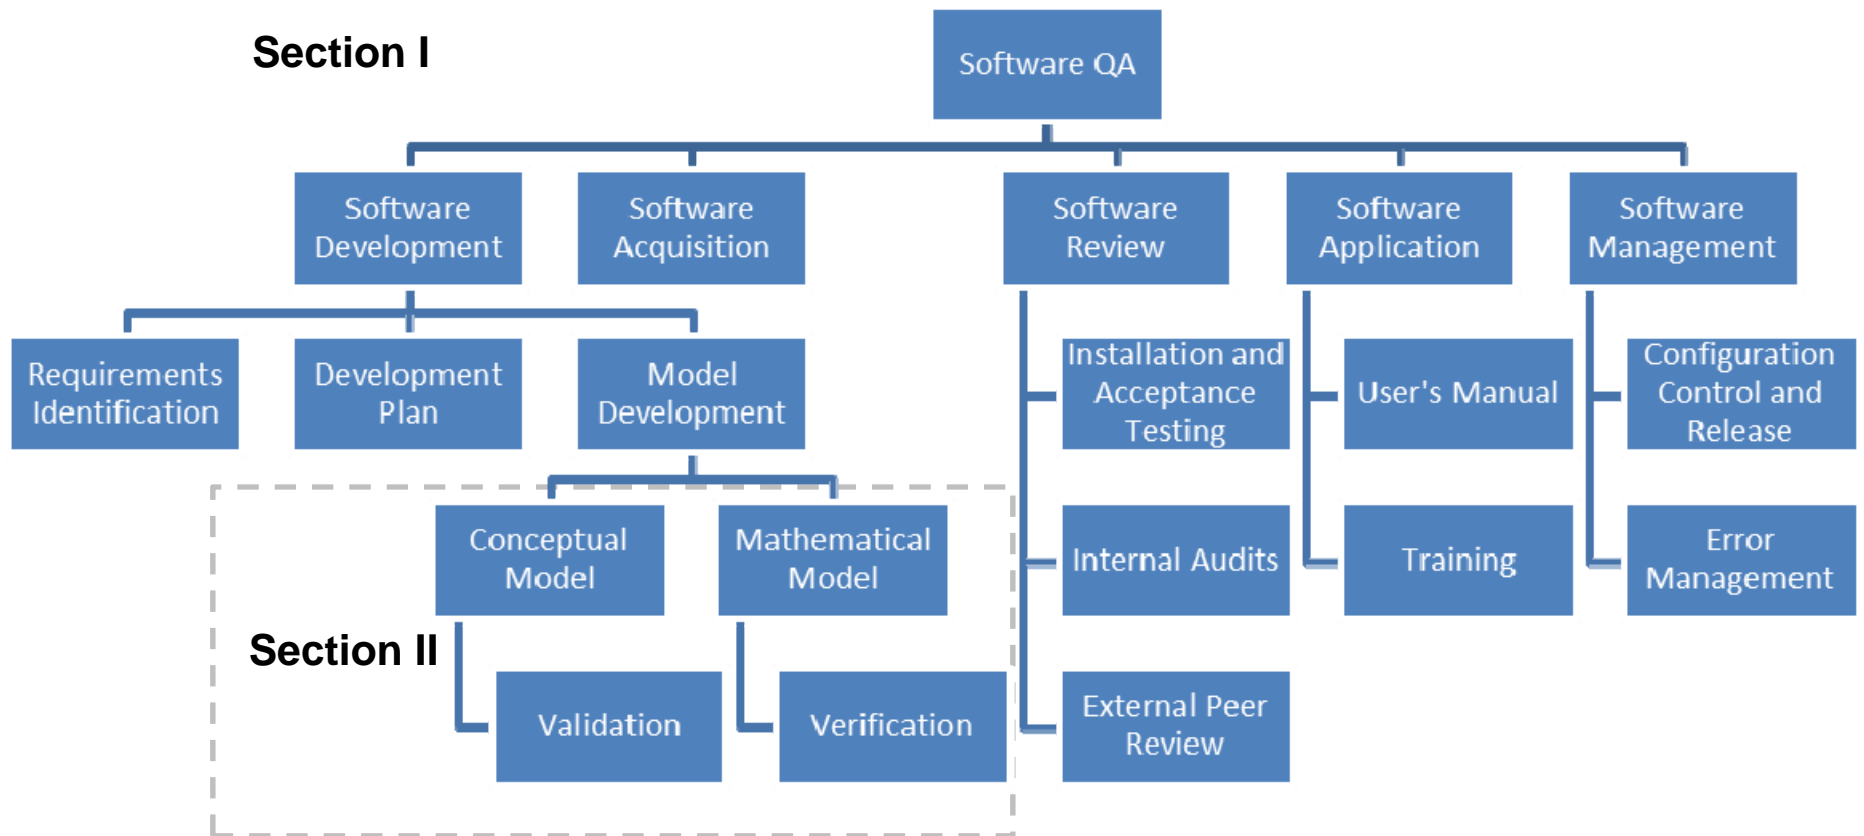 Section I
Software QA
Software
Development
Software
Acquisition
Software
Review
Software
Application
Software
Management
Requirements
Identification
Development
Plan
Model
Development
Installation and
Acceptance
Testing
User's Manual
Configuration
Control and
Release
Conceptual
Model
Mathematical
Model
Internal Audits
Training
Error
Management
Section II
Validation
Verification
External Peer
Review